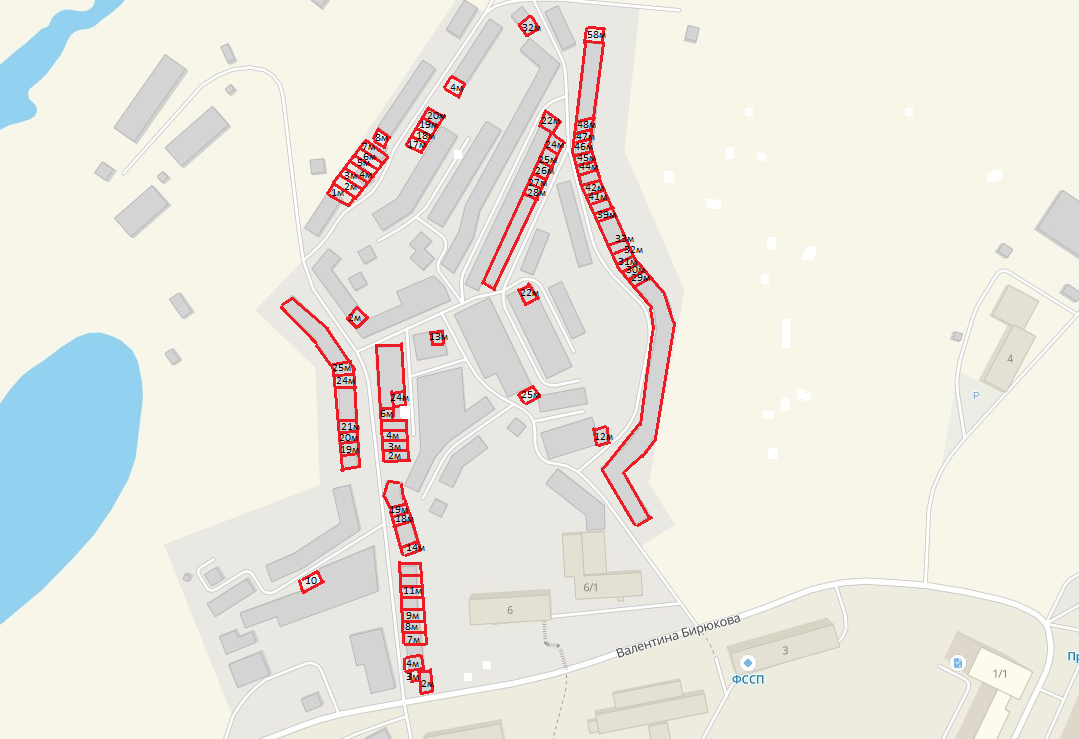 32м
58м
4м
20м
19м
18м
17м
22м
48м
47м
46м
8м
7м
6м
5м
3м
4м
2м
1м
24м
25м
26м
27м
28м
45м
44м
42м
41м
39м
33м
32м
31м
30м
29м
22м
2м
13м
25м
24м
24м
6м
25м
21м
20м
19м
4м
3м
2м
12м
19м
18м
14м
10
11м
9м
8м
7м
4м
3м
2м
6/1
6
Валентина Бирюкова
3
ФССП
4
P
1/1
Пр